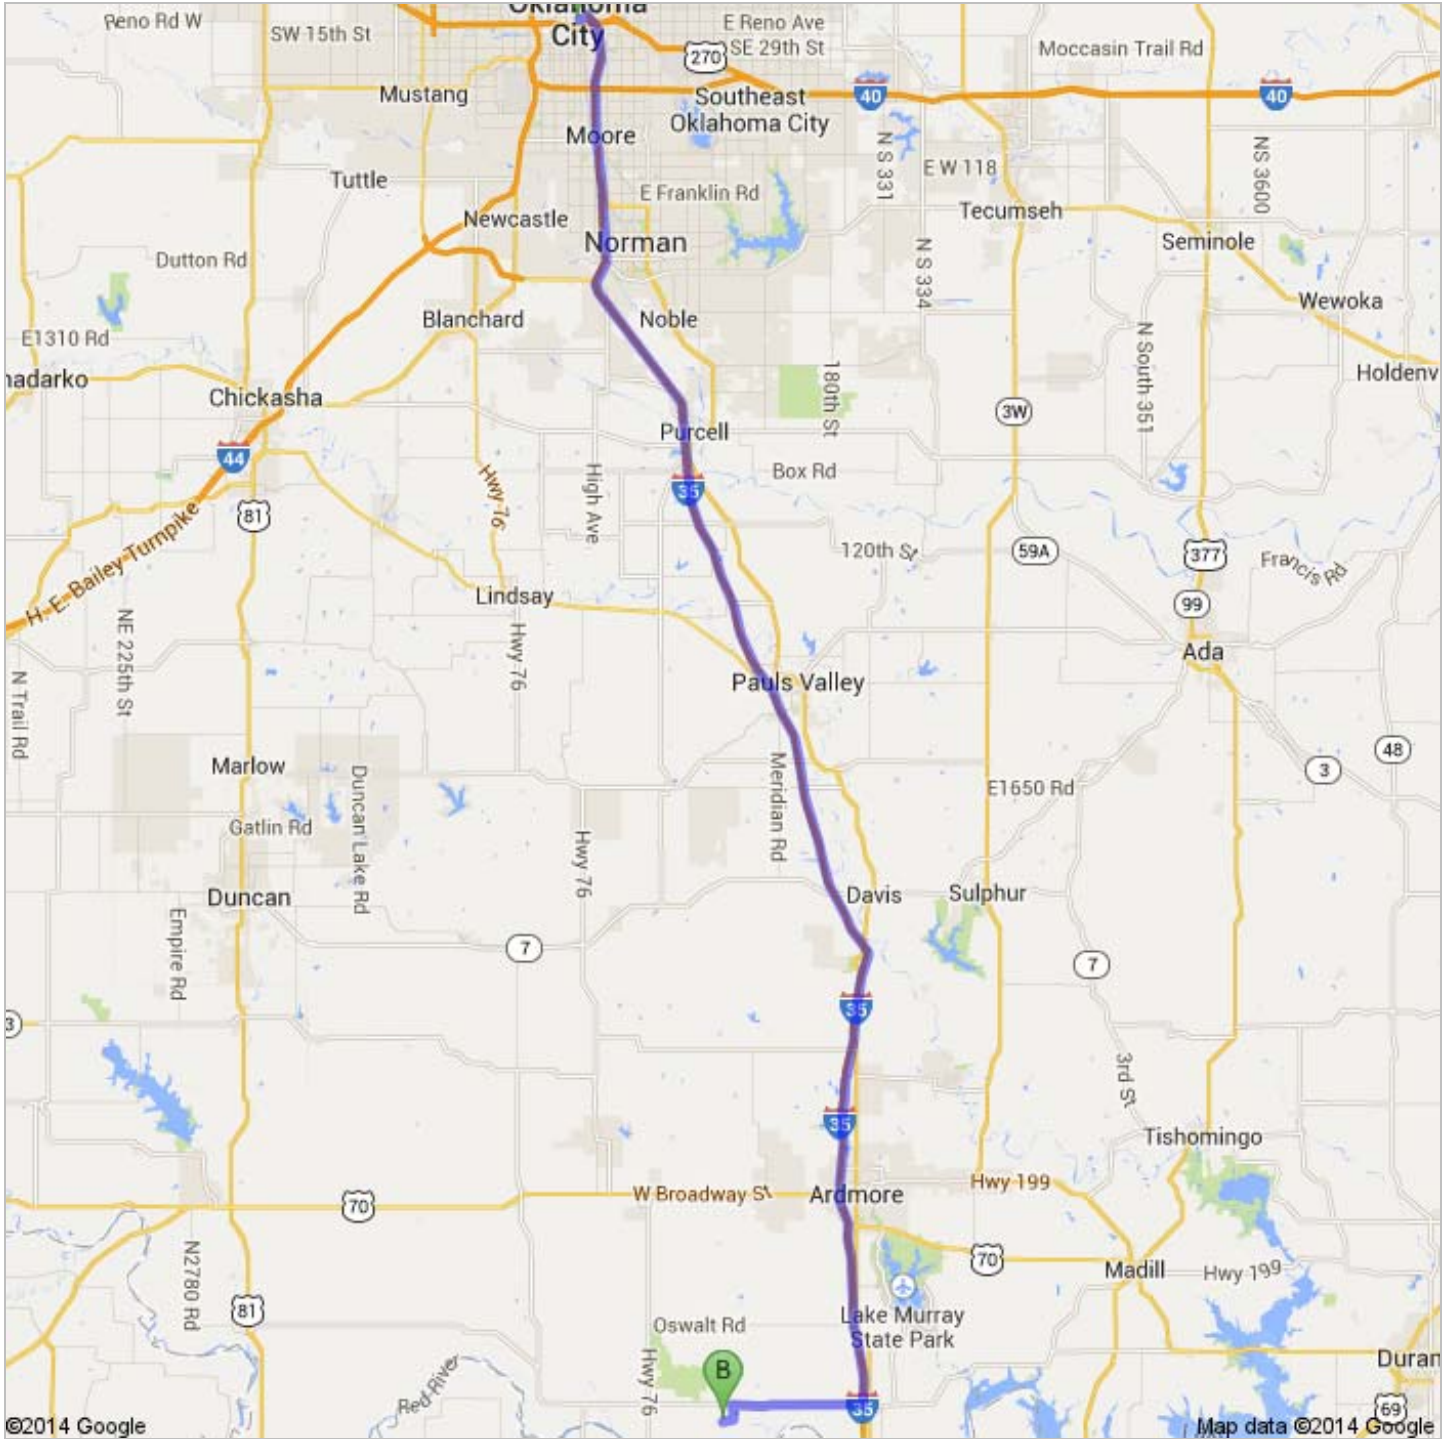 Oklahoma
City
Reno Rd W
SW 15th St
E Reno Ave
SE 29th St
270
Moccasin Trail Rd
Mustang
Southeast
Oklahoma City
40
40
Moore
N S 331
E W 118
NS 3600
Tuttle
E Franklin Rd
Newcastle
Tecumseh
Norman
Seminole
Dutton Rd
N S 334
Wewoka
E1310 Rd
Blanchard
Noble
N South 351
nadarko
180th St
Holdenv
Chickasha
3W
Purcell
44
Box Rd
35
High Ave
Hwy 76
81
H. E. Bailey Turnpike
120th St
59A
377
Francis Rd
Lindsay
99
NE 225th St
Hwy 76
Ada
N Trail Rd
Pauls Valley
48
Marlow
3
Meridian Rd
E1650 Rd
Duncan Lake Rd
Gatlin Rd
Hwy 76
Duncan
Davis
Sulphur
Empire Rd
7
7
35
3
3rd St
35
Tishomingo
70
W Broadway St
Ardmore
Hwy 199
N2780 Rd
70
Madill
Hwy 199
81
Lake Murray
State Park
Oswalt Rd
Duran
B
Hwy 76
Red River
35
69
©2014 Google
Map data ©2014 Google